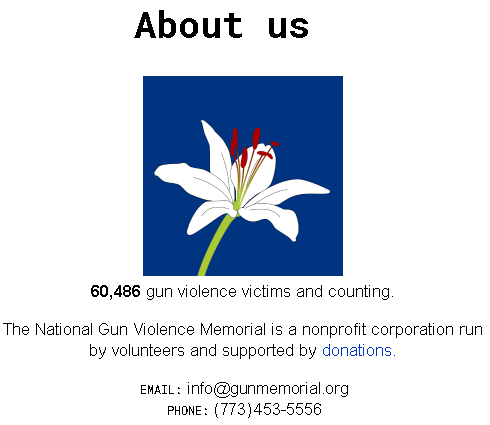 About us
60,486 gun violence victims and counting.
The National Gun Violence Memorial is a nonprofit corporation run
by volunteers and supported by donations.
EMAIL: info@gunmemorial.org
PHONE: (773)453-5556